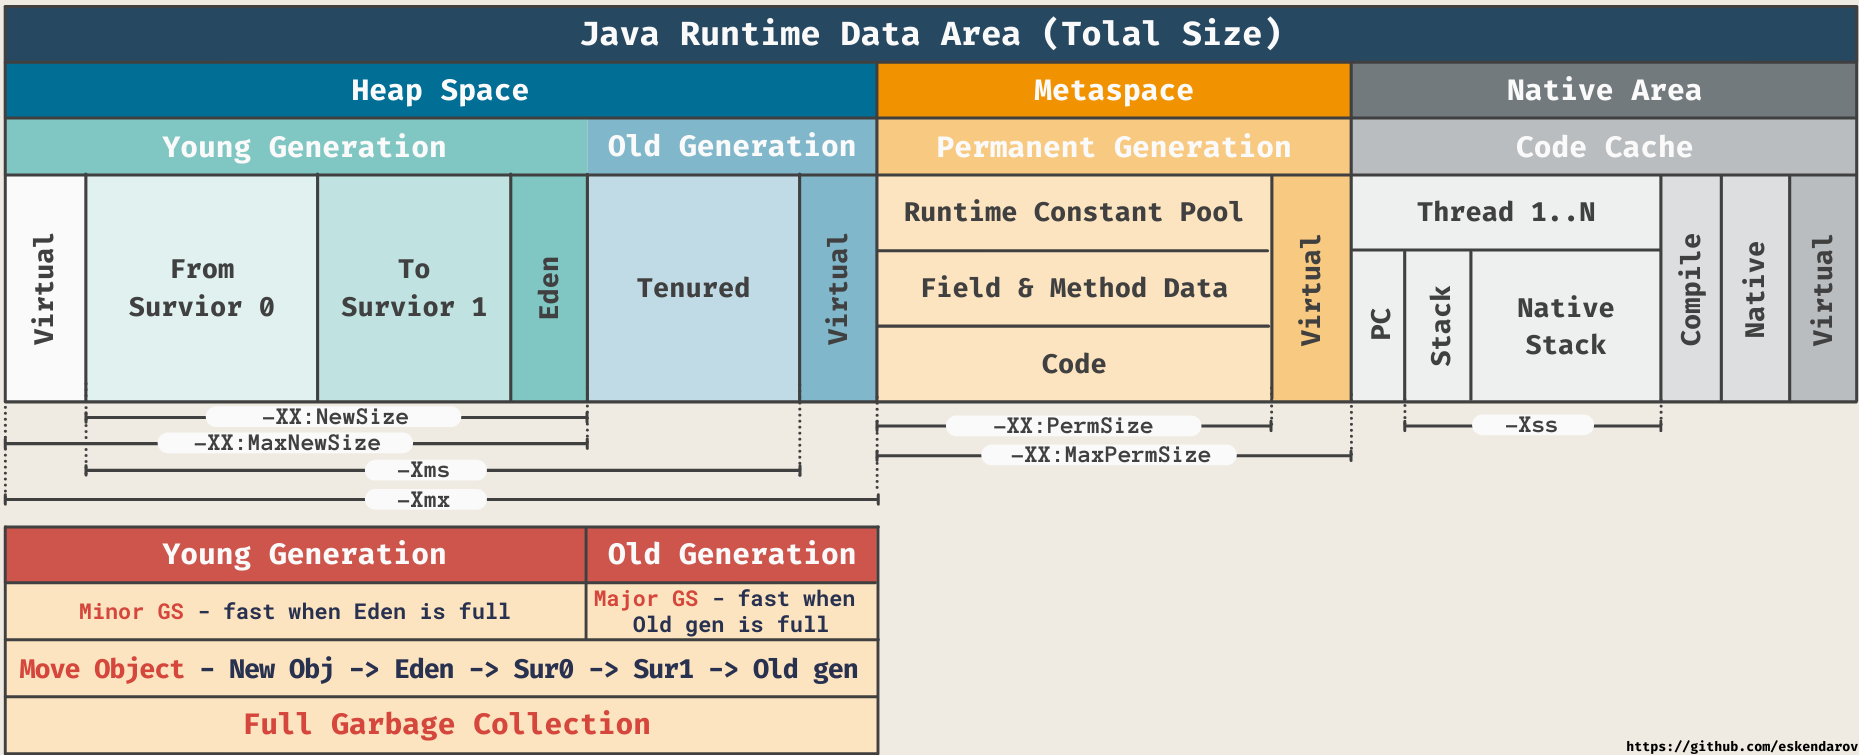 Java Runtime Data Area (Tolal Size)
Heap Space
Metaspace
Native Area
Young Generation
Old Generation
Permanent Generation
Code Cache
Virtual
From
Survior 0
To
Survior 1
Eden
Tenured
Virtual
Runtime Constant Pool
Field & Method Data
Code
Virtual
Thread 1..N
PC
Stack
Native
Stack
Compile
Native
Virtual
-XX:NewSize
-XX:MaxNewSize
-Xms
-Xmx
-XX:PermSize
-XX:MaxPermSize
-Xss
Young Generation
Old Generation
Minor GS - fast when Eden is full
Major GS - fast when
Old gen is full
Move Object - New Obj -> Eden -> Sur0 -> Sur1 -> Old gen
Full Garbage Collection
https://github.com/eskendarov